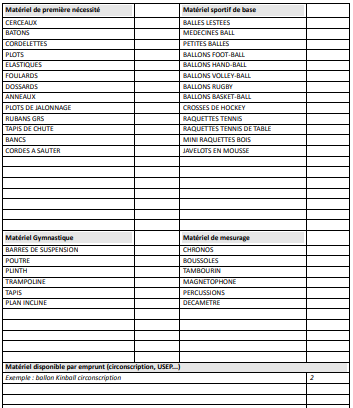 Matériel de première nécessité
CERCEAUX
BATONS
CORDELETTES
PLOTS
ELASTIQUES
FOULARDS
DOSSARDS
ANNEAUX
PLOTS DE JALONNAGE
RUBANS GRS
TAPIS DE CHUTE
BANCS
CORDES A SAUTER
Matériel sportif de base
BALLES LESTEES
MEDECINES BALL
PETITES BALLES
BALLONS FOOT-BALL
BALLONS HAND-BALL
BALLONS VOLLEY-BALL
BALLONS RUGBY
BALLONS BASKET-BALL
CROSSES DE HOCKEY
RAQUETTES TENNIS
RAQUETTES TENNIS DE TABLE
MINI RAQUETTES BOIS
JAVELOTS EN MOUSSE
Matériel Gymnastique
BARRES DE SUSPENSION
POUTRE
PLINTH
TRAMPOLINE
TAPIS
PLAN INCLINE
Matériel de mesurage
CHRONOS
BOUSSOLES
TAMBOURIN
MAGNETOPHONE
PERCUSSIONS
DECAMETRE
Matériel disponible par emprunt (circonscription, USEP...)
Exemple : ballon Kinball circonscription 2